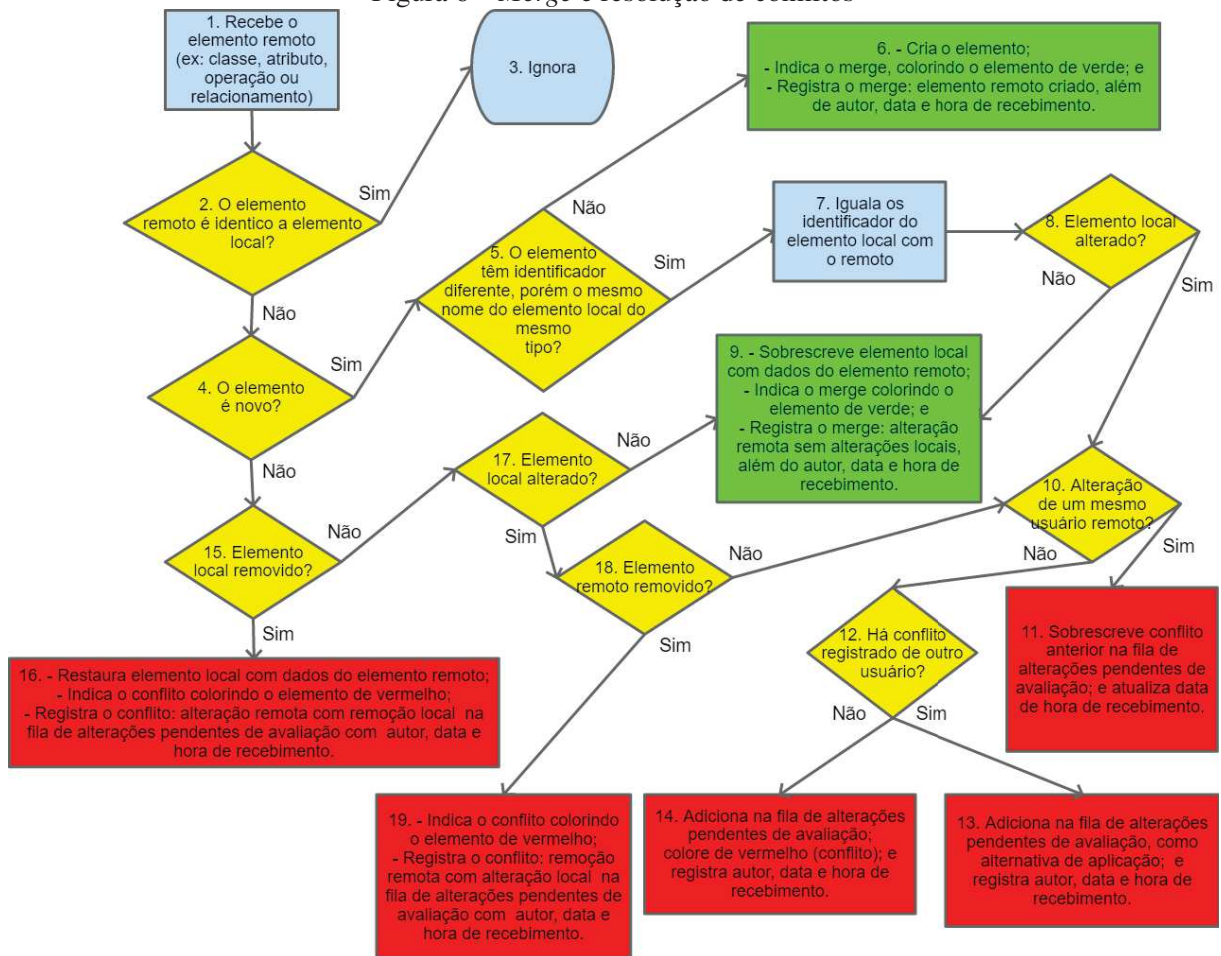 Figura 6 – Merge e resolução de conflitos
1. Recebe o
elemento remoto
(ex: classe, atributo,
operação ou
relacionamento)
2. O elemento
remoto é identico a elemento
local?
Sim
3. Ignora
Não
4. O elemento
é novo?
Sim
5. O elemento
têm identificador
diferente, porém o mesmo
nome do elemento local do
mesmo
tipo?
Não
6. - Cria o elemento;
- Indica o merge, colorindo o elemento de verde; e
- Registra o merge: elemento remoto criado, além
de autor, data e hora de recebimento.
Sim
7. Iguala os
identificador do
elemento local com
o remoto
8. Elemento local
alterado?
Não
Sim
9. - Sobrescreve elemento local
com dados do elemento remoto;
- Indica o merge colorindo o
elemento de verde; e
- Registra o merge: alteração
remota sem alterações locais,
além do autor, data e hora de
recebimento.
10. Alteração
de um mesmo
usuário remoto?
Não
Sim
11. Sobrescreve conflito
anterior na fila de
alterações pendentes de
avaliação; e atualiza data
de hora de recebimento.
12. Há conflito
registrado de outro
usuário?
Não
Sim
13. Adiciona na fila de alterações
pendentes de avaliação, como
alternativa de aplicação; e
registra autor, data e hora de
recebimento.
14. Adiciona na fila de alterações
pendentes de avaliação;
colore de vermelho (conflito); e
registra autor, data e hora de
recebimento.
Não
15. Elemento
local removido?
Não
Sim
16. - Restaura elemento local com dados do elemento remoto;
- Indica o conflito colorindo o elemento de vermelho;
- Registra o conflito: alteração remota com remoção local na
fila de alterações pendentes de avaliação com autor, data e
hora de recebimento.
17. Elemento
local alterado?
Não
Sim
18. Elemento
remoto removido?
Não
Sim
19. - Indica o conflito colorindo
o elemento de vermelho;
- Registra o conflito: remoção
remota com alteração local na
fila de alterações pendentes de
avaliação com autor, data e
hora de recebimento.